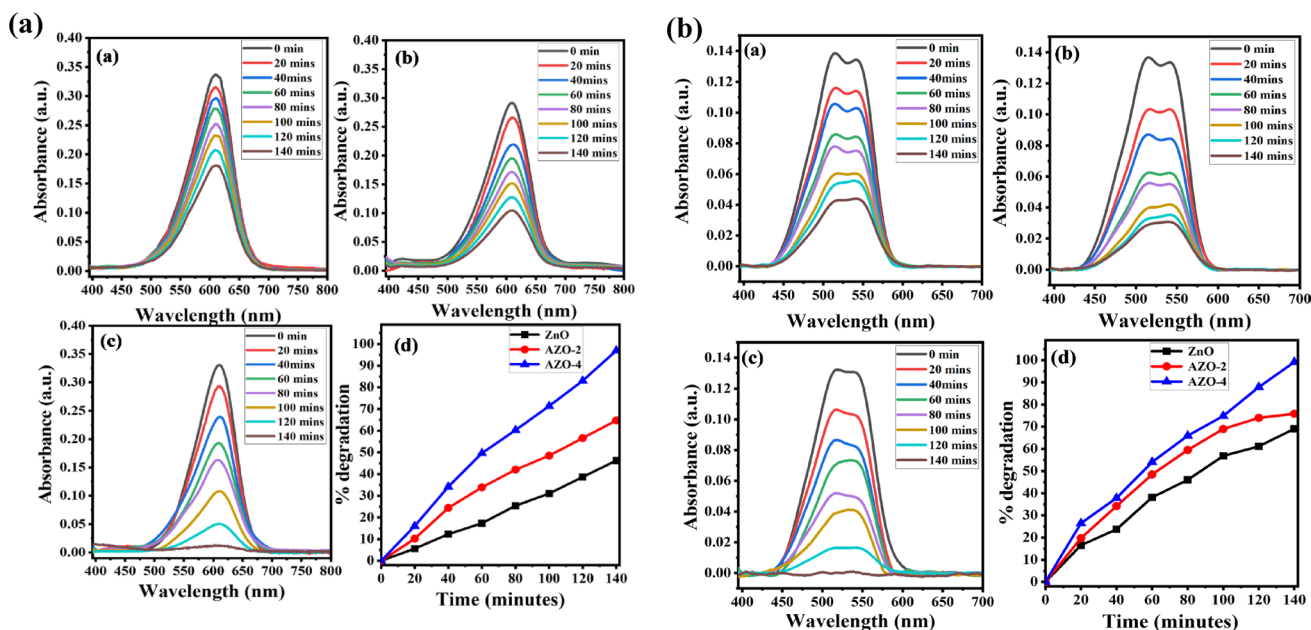 (a)
(a)
Absorbance (a.u.)
0.40
0.35
0.30
0.25
0.20
0.15
0.10
0.05
0.00
400 450 500 550 600 650 700 750 800
Wavelength (nm)
0 min
20 mins
40mins
60 mins
80 mins
100 mins
120 mins
140 mins
(b)
Absorbance (a.u.)
0.40
0.35
0.30
0.25
0.20
0.15
0.10
0.05
0.00
400 450 500 550 600 650 700 750 800
Wavelength (nm)
0 min
20 mins
40mins
60 mins
80 mins
100 mins
120 mins
140 mins
(c)
Absorbance (a.u.)
0.40
0.35
0.30
0.25
0.20
0.15
0.10
0.05
0.00
400 450 500 550 600 650 700 750 800
Wavelength (nm)
0 min
20 mins
40mins
60 mins
80 mins
100 mins
120 mins
140 mins
(d)
% degradation
100
90
80
70
60
50
40
30
20
10
0
0 20 40 60 80 100 120 140
Time (minutes)
ZnO
AZO-2
AZO-4
(b)
(a)
Absorbance (a.u.)
0.14
0.12
0.10
0.08
0.06
0.04
0.02
0.00
400 450 500 550 600 650 700
Wavelength (nm)
0 min
20 mins
40mins
60 mins
80 mins
100 mins
120 mins
140 mins
(b)
Absorbance (a.u.)
0.14
0.12
0.10
0.08
0.06
0.04
0.02
0.00
400 450 500 550 600 650 700
Wavelength (nm)
0 min
20 mins
40mins
60 mins
80 mins
100 mins
120 mins
140 mins
(c)
Absorbance (a.u.)
0.14
0.12
0.10
0.08
0.06
0.04
0.02
0.00
400 450 500 550 600 650 700
Wavelength (nm)
0 min
20 mins
40mins
60 mins
80 mins
100 mins
120 mins
140 mins
(d)
% degradation
100
90
80
70
60
50
40
30
20
10
0
0 20 40 60 80 100 120 140
Time (minutes)
ZnO
AZO-2
AZO-4